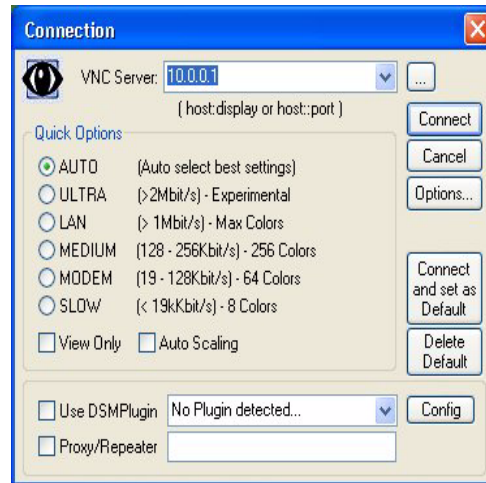 Connection
VNC Server: 10.0.0.1 ...
( host:display or host::port )
Connect
Quick Options
Cancel
AUTO (Auto select best settings)
Options...
ULTRA (>2Mbit/s) - Experimental
LAN (> 1Mbit/s) - Max Colors
MEDIUM (128 - 256Kbit/s) - 256 Colors
MODEM (19 - 128Kbit/s) - 64 Colors
SLOW (< 19kKbit/s) - 8 Colors
Connect
and set as
Default
View Only Auto Scaling
Delete
Default
Use DSMPlugin No Plugin detected... Config
Proxy/Repeater